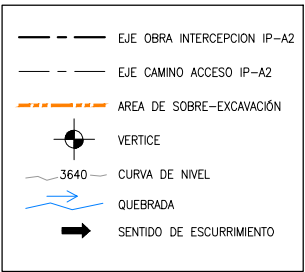 EJE OBRA INTERCEPCION IP-A2
EJE CAMINO ACCESO IP-A2
AREA DE SOBRE-EXCAVACIÓN
VERTICE
3640 CURVA DE NIVEL
QUEBRADA
SENTIDO DE ESCURRIMIENTO